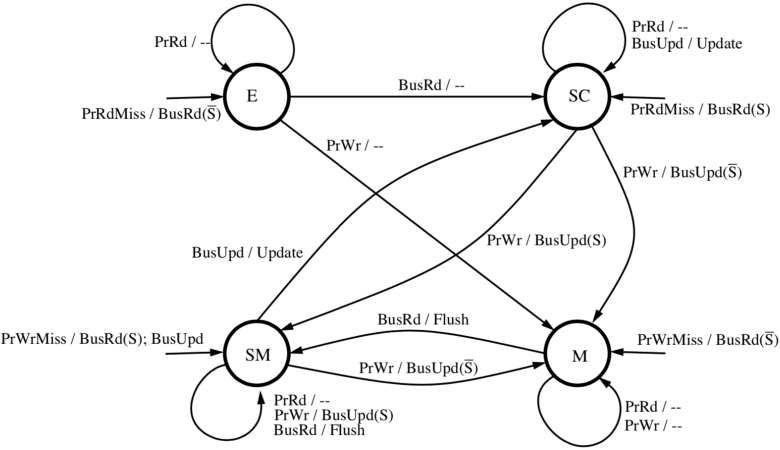 PrRd / --
PrRd / --
BusUpd / Update
E
BusRd / --
SC
PrRdMiss / BusRd(S̅)
PrRdMiss / BusRd(S)
PrWr / --
PrWr / BusUpd(S̅)
BusUpd / Update
PrWr / BusUpd(S)
BusRd / Flush
PrWrMiss / BusRd(S); BusUpd
SM
M
PrWrMiss / BusRd(S̅)
PrWr / BusUpd(S̅)
PrRd / --
PrWr / BusUpd(S)
BusRd / Flush
PrRd / --
PrWr / --